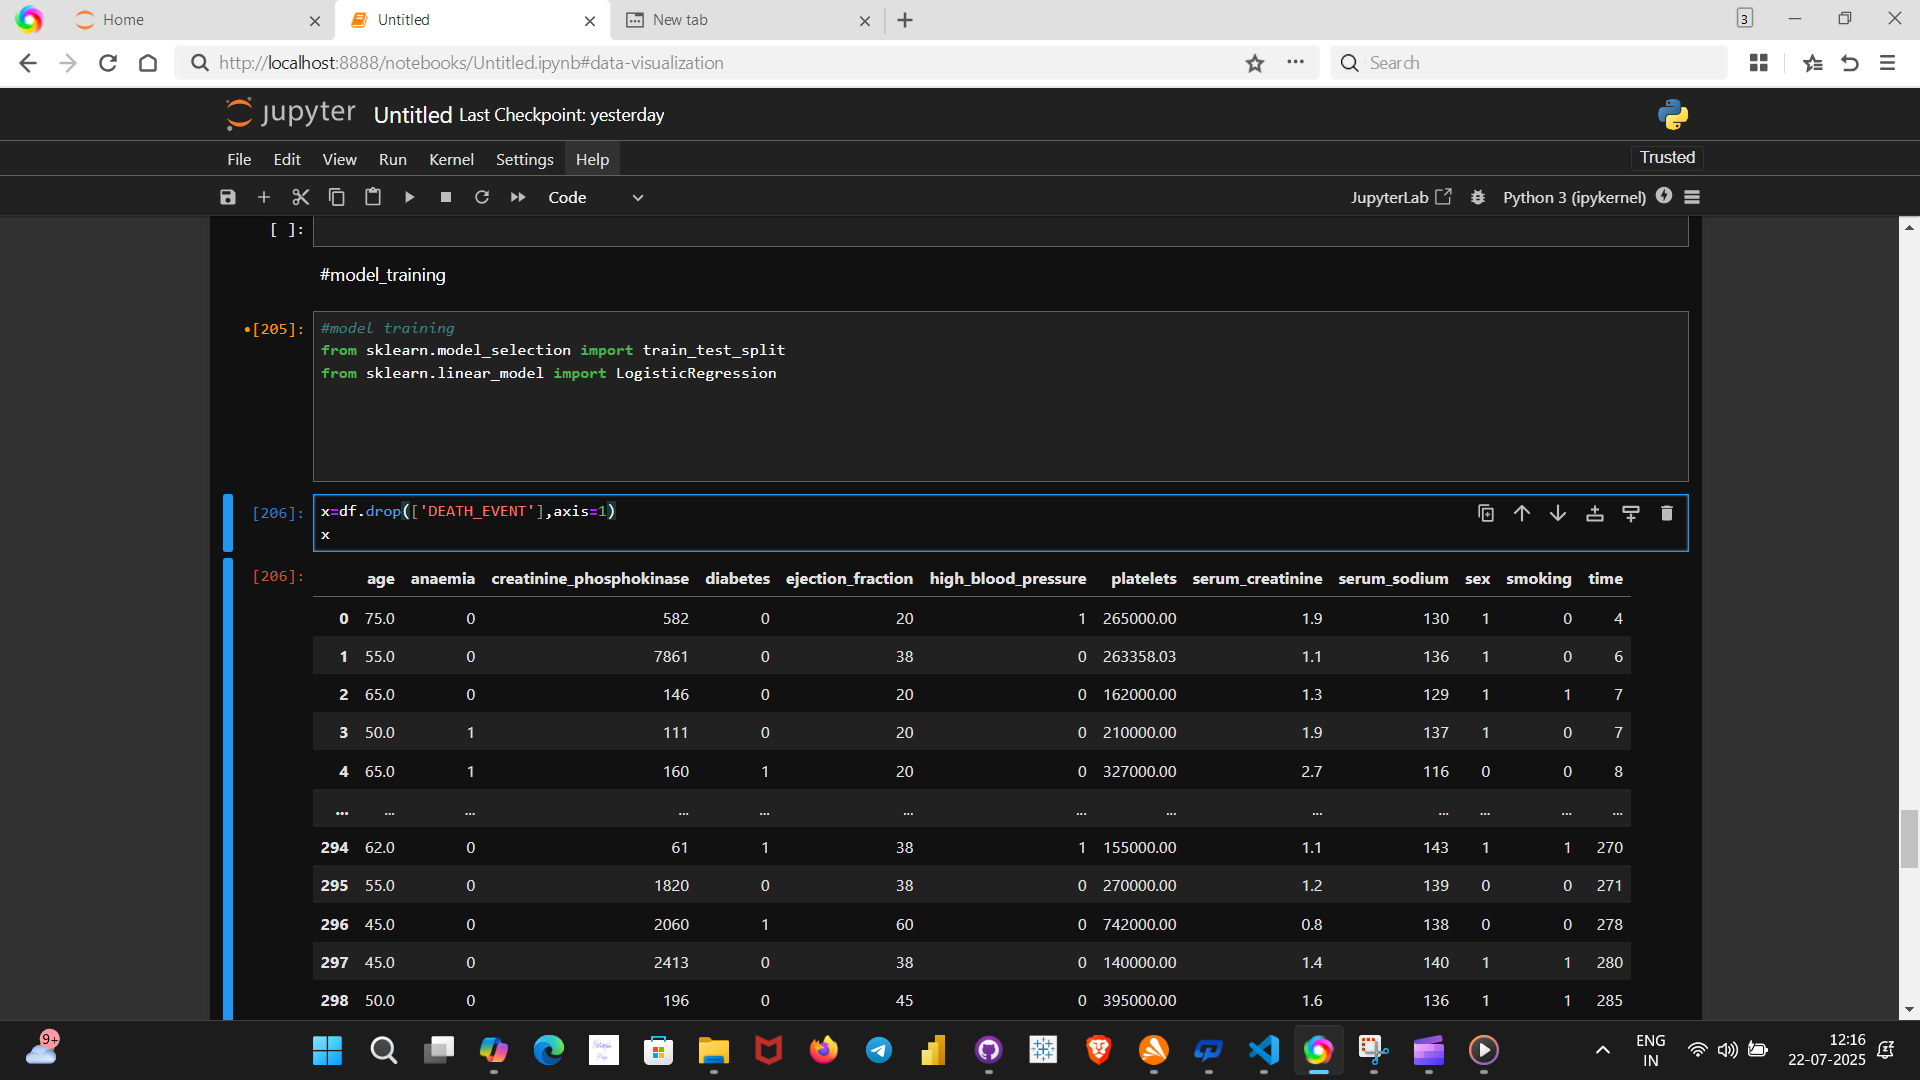 Home
Untitled
New tab
3
http://localhost:8888/notebooks/Untitled.ipynb#data-visualization
Search
jupyter Untitled Last Checkpoint: yesterday
File Edit View Run Kernel Settings Help
Trusted
Code
JupyterLab
Python 3 (ipykernel)
[ ]:
#model_training
•[205]:
#model training
from sklearn.model_selection import train_test_split
from sklearn.linear_model import LogisticRegression
[206]:
x=df.drop(['DEATH_EVENT'],axis=1)
x
[206]:
age anaemia creatinine_phosphokinase diabetes ejection_fraction high_blood_pressure platelets serum_creatinine serum_sodium sex smoking time
0 75.0 0 582 0 20 1 265000.00 1.9 130 1 0 4
1 55.0 0 7861 0 38 0 263358.03 1.1 136 1 0 6
2 65.0 0 146 0 20 0 162000.00 1.3 129 1 1 7
3 50.0 1 111 0 20 0 210000.00 1.9 137 1 0 7
4 65.0 1 160 1 20 0 327000.00 2.7 116 0 0 8
... ... ... ... ... ... ... ... ... ... ... ... ...
294 62.0 0 61 1 38 1 155000.00 1.1 143 1 1 270
295 55.0 0 1820 0 38 0 270000.00 1.2 139 0 0 271
296 45.0 0 2060 1 60 0 742000.00 0.8 138 0 0 278
297 45.0 0 2413 0 38 0 140000.00 1.4 140 1 1 280
298 50.0 0 196 0 45 0 395000.00 1.6 136 1 1 285
9+
ENG
IN
12:16
22-07-2025